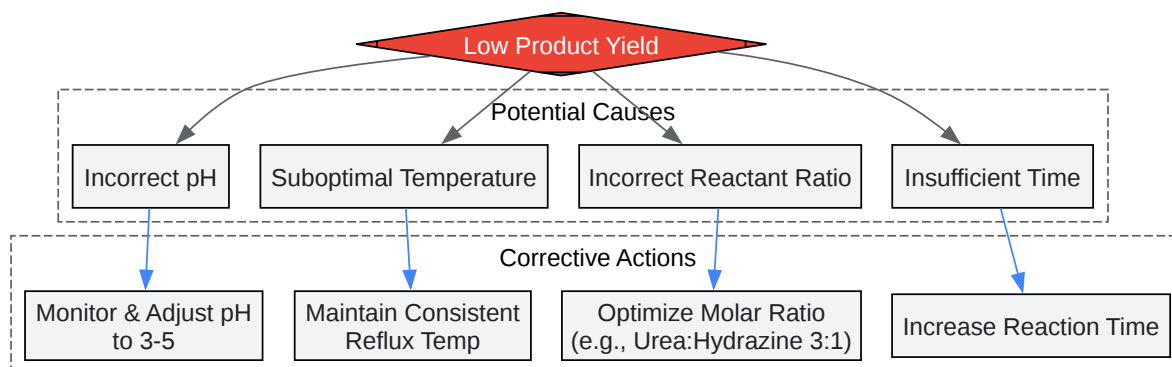 Low Product Yield
Potential Causes
Incorrect pH
Suboptimal Temperature
Incorrect Reactant Ratio
Insufficient Time
Corrective Actions
Monitor & Adjust pH
to 3-5
Maintain Consistent
Reflux Temp
Optimize Molar Ratio
(e.g., Urea:Hydrazine 3:1)
Increase Reaction Time